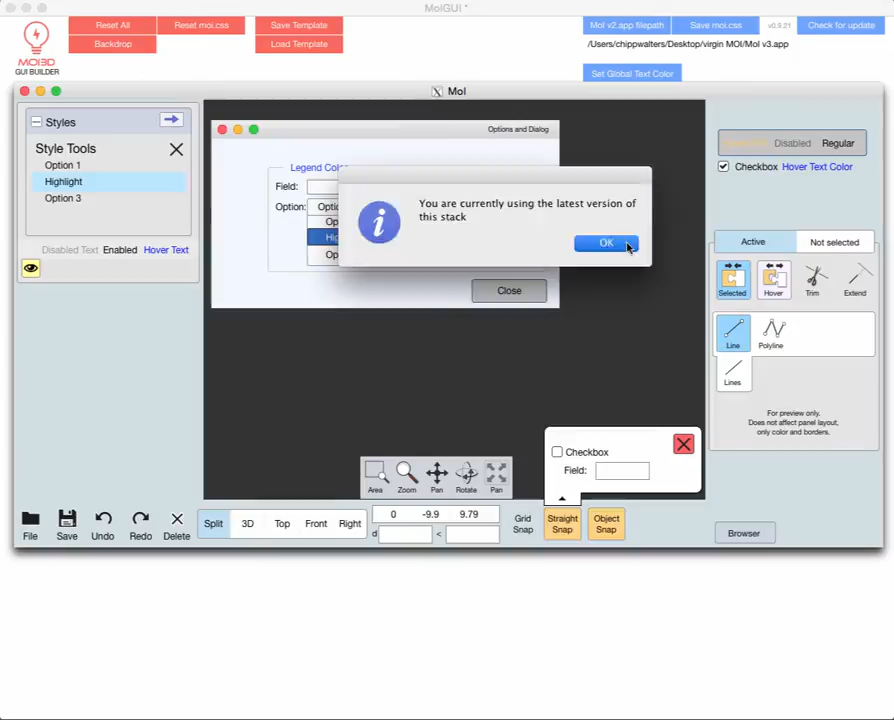 MoiGUI *
Reset All
Reset moi.css
Save Template
MoI v2.app filepath
Save moi.css
v0.9.21
Check for update
Backdrop
Load Template
/Users/chippwalters/Desktop/virgin MOI/MoI v3.app
MOI3D
GUI BUILDER
Set Global Text Color
MoI
Styles
Style Tools
Option 1
Highlight
Option 3
Disabled Text Enabled Hover Text
Options and Dialog
Legend Color
Field:
Option:
You are currently using the latest version of
this stack
OK
Close
Disabled Regular
Checkbox Hover Text Color
Active Not selected
Selected Hover Trim Extend
Line Polyline
Lines
For preview only.
Does not affect panel layout,
only color and borders.
Checkbox
Field:
Area Zoom Pan Rotate Pan
File Save Undo Redo Delete
Split 3D Top Front Right
0 -9.9 9.79
d <
Grid
Snap
Straight
Snap
Object
Snap
Browser